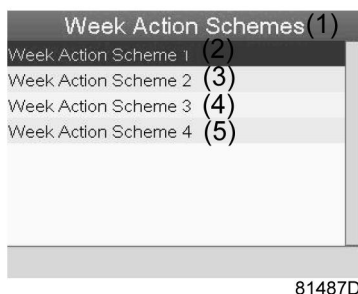 Week Action Schemes(1)
Week Action Scheme 1 (2)
Week Action Scheme 2 (3)
Week Action Scheme 3 (4)
Week Action Scheme 4 (5)
81487D